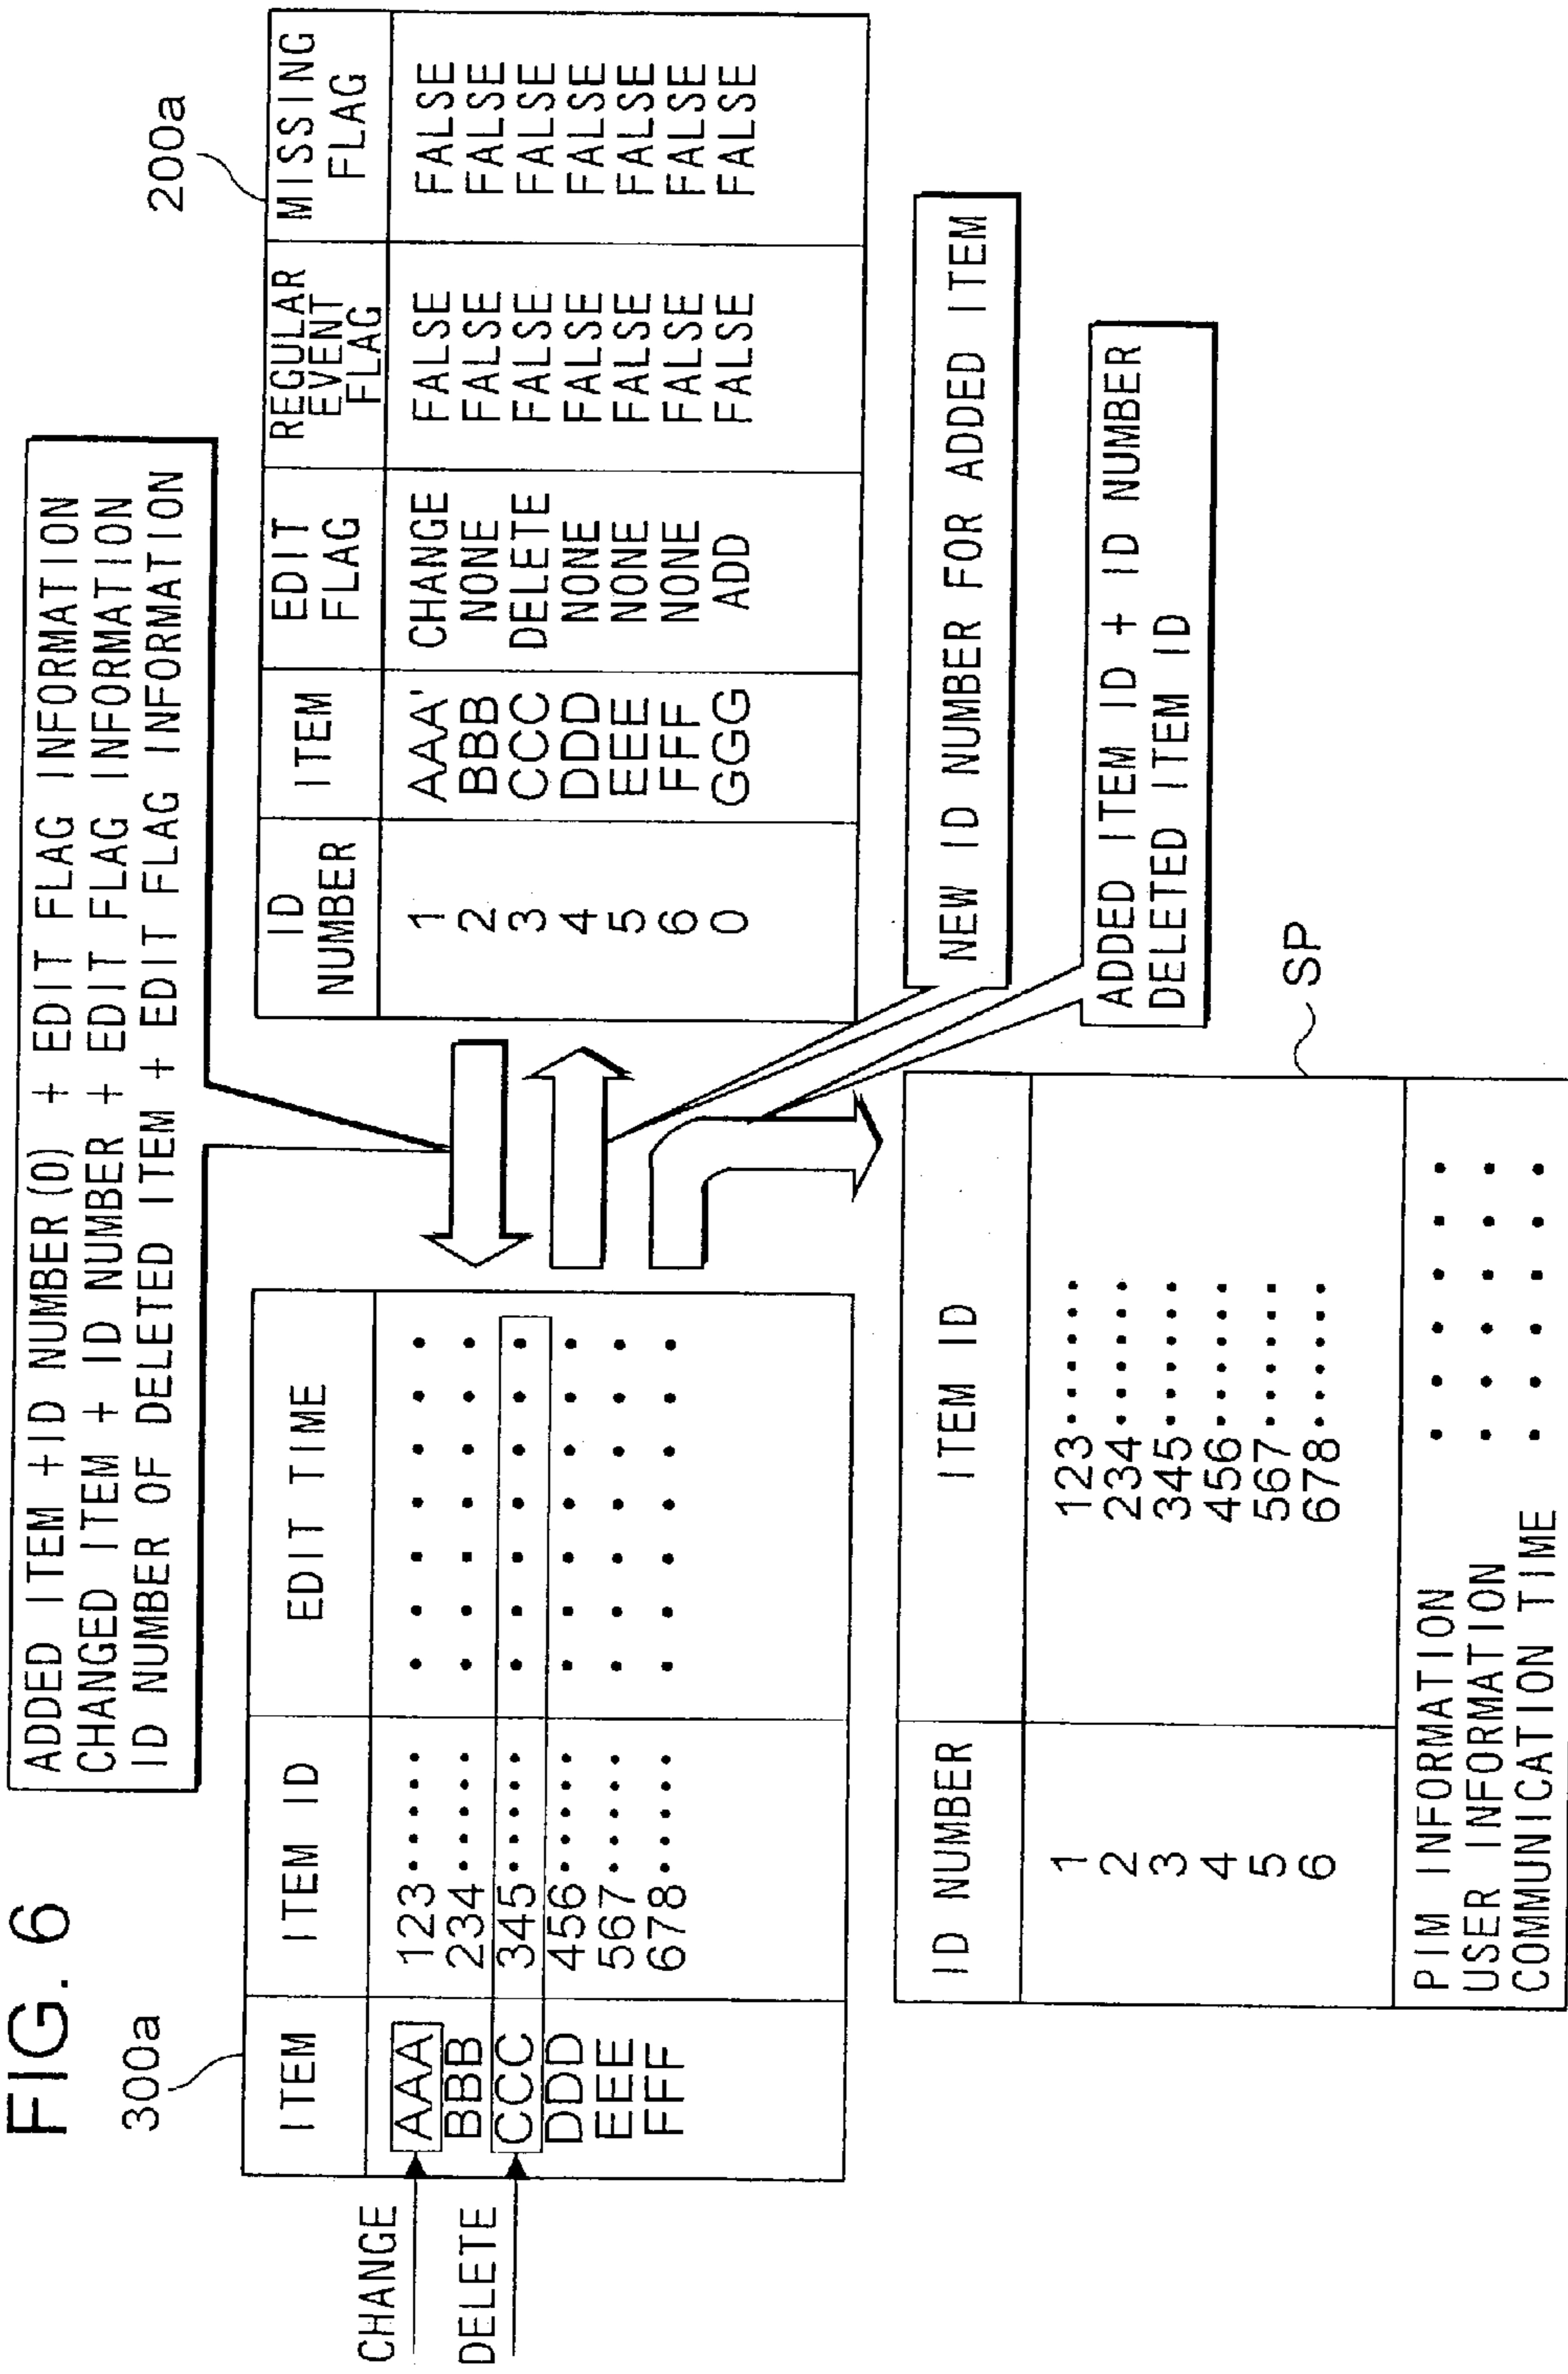 FIG. 6
ADDED ITEM +ID NUMBER (0) + EDIT FLAG INFORMATION
CHANGED ITEM + ID NUMBER + EDIT FLAG INFORMATION
ID NUMBER OF DELETED ITEM + EDIT FLAG INFORMATION
300a
ITEM ITEM ID EDIT TIME
CHANGE AAA 123······ · · · · · · ·
BBB 234······ · · · · · · ·
DELETE CCC 345······ · · · · · · ·
DDD 456······ · · · · · · ·
EEE 567······ · · · · · · ·
FFF 678······ · · · · · · ·
200a
ID NUMBER ITEM EDIT FLAG REGULAR EVENT FLAG MISSING FLAG
1 AAA' CHANGE FALSE FALSE
2 BBB NONE FALSE FALSE
3 CCC DELETE FALSE FALSE
4 DDD NONE FALSE FALSE
5 EEE NONE FALSE FALSE
6 FFF NONE FALSE FALSE
0 GGG ADD FALSE FALSE
NEW ID NUMBER FOR ADDED ITEM
ADDED ITEM ID + ID NUMBER
DELETED ITEM ID
SP
ID NUMBER ITEM ID
1 123······
2 234······
3 345······
4 456······
5 567······
6 678······
PIM INFORMATION · · · · · ·
USER INFORMATION · · · · · ·
COMMUNICATION TIME · · · · · ·